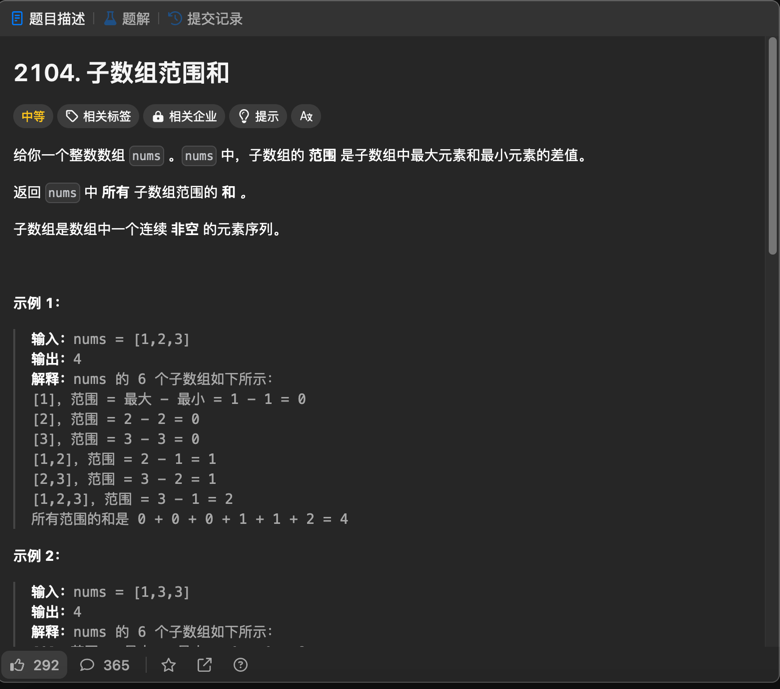 题目描述 题解 提交记录
2104. 子数组范围和
中等 相关标签 相关企业 提示
给你一个整数数组 nums 。nums 中，子数组的 范围 是子数组中最大元素和最小元素的差值。
返回 nums 中 所有 子数组范围的 和 。
子数组是数组中一个连续 非空 的元素序列。
示例 1：
输入：nums = [1,2,3]
输出：4
解释：nums 的 6 个子数组如下所示：
[1]，范围 = 最大 - 最小 = 1 - 1 = 0
[2]，范围 = 2 - 2 = 0
[3]，范围 = 3 - 3 = 0
[1,2]，范围 = 2 - 1 = 1
[2,3]，范围 = 3 - 2 = 1
[1,2,3]，范围 = 3 - 1 = 2
所有范围的和是 0 + 0 + 0 + 1 + 1 + 2 = 4
示例 2：
输入：nums = [1,3,3]
输出：4
解释：nums 的 6 个子数组如下所示：
292 365